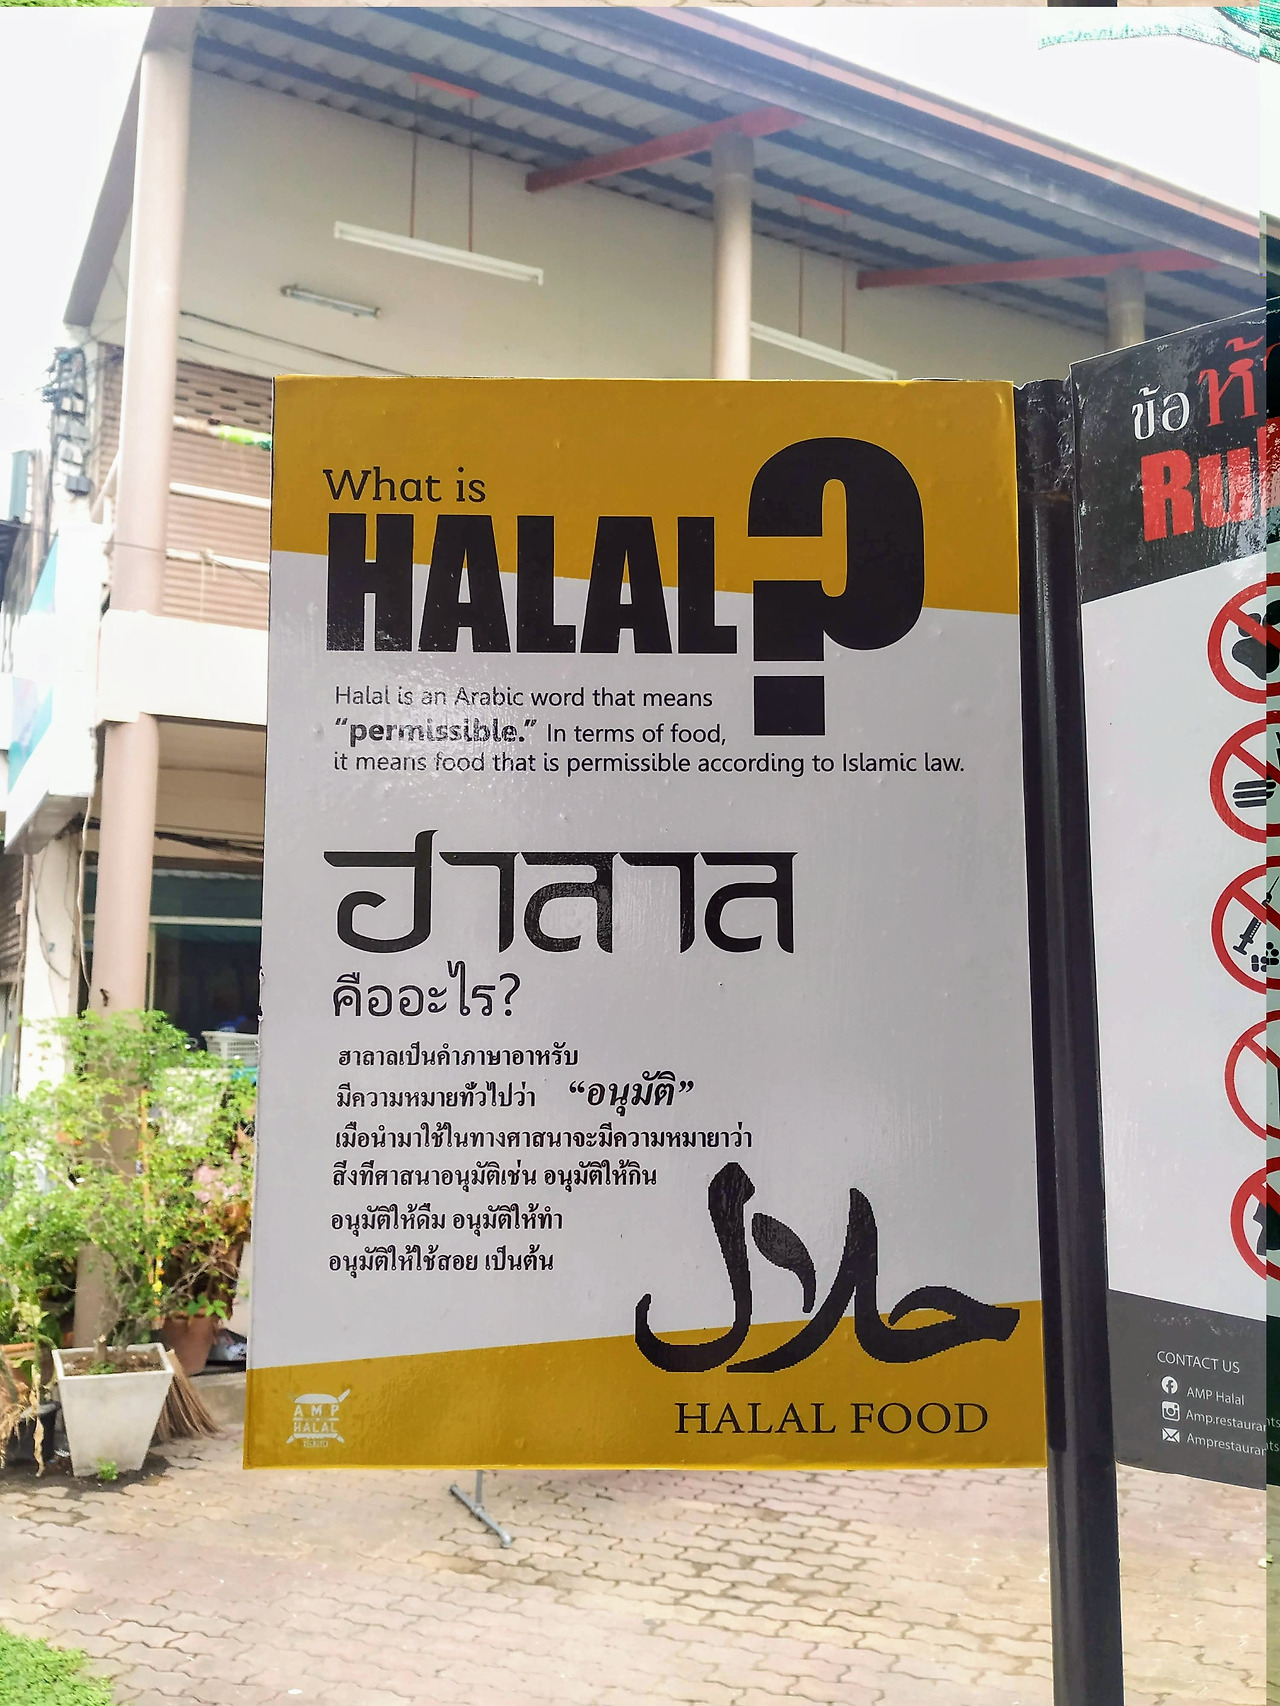 What is
HALAL?
Halal is an Arabic word that means
“permissible.” In terms of food,
it means food that is permissible according to Islamic law.
ฮาลาล
คืออะไร?
ฮาลาลเป็นคำภาษาอาหรับ
มีความหมายทั่วไปว่า “อนุมัติ”
เมื่อนำมาใช้ในทางศาสนาจะมีความหมายาว่า
สิ่งที่ศาสนาอนุมัติเช่น อนุมัติให้กิน
อนุมัติให้ดื่ม อนุมัติให้ทำ
อนุมัติให้ใช้สอย เป็นต้น
حلال
HALAL FOOD
AMP
HALAL
ข้อ
CONTACT US
AMP Halal